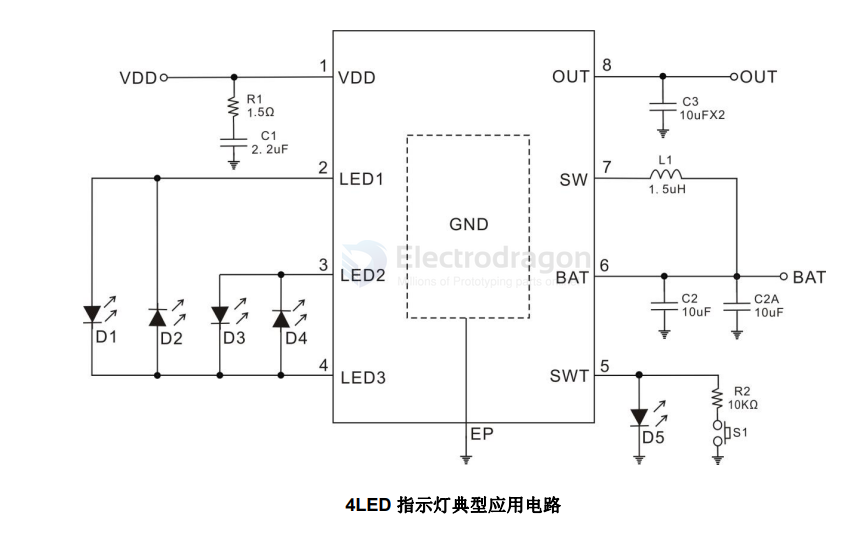 VDD
1
VDD
R1
1.5Ω
C1
2.2uF
2
LED1
3
LED2
4
LED3
D1
D2
D3
D4
GND
Electrodragon
EP
8
OUT
OUT
C3
10uFX2
7
SW
L1
1.5uH
6
BAT
BAT
C2
10uF
C2A
10uF
5
SWT
R2
10KΩ
S1
D5
4LED 指示灯典型应用电路